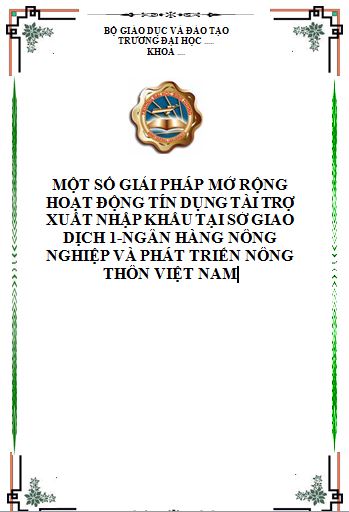 BỘ GIÁO DỤC VÀ ĐÀO TẠO
TRƯỜNG ĐẠI HỌC .....
KHOA ....
MỘT SỐ GIẢI PHÁP MỞ RỘNG
HOẠT ĐỘNG TÍN DỤNG TÀI TRỢ
XUẤT NHẬP KHẨU TẠI SỞ GIAO
DỊCH 1-NGÂN HÀNG NÔNG
NGHIỆP VÀ PHÁT TRIỂN NÔNG
THÔN VIỆT NAM